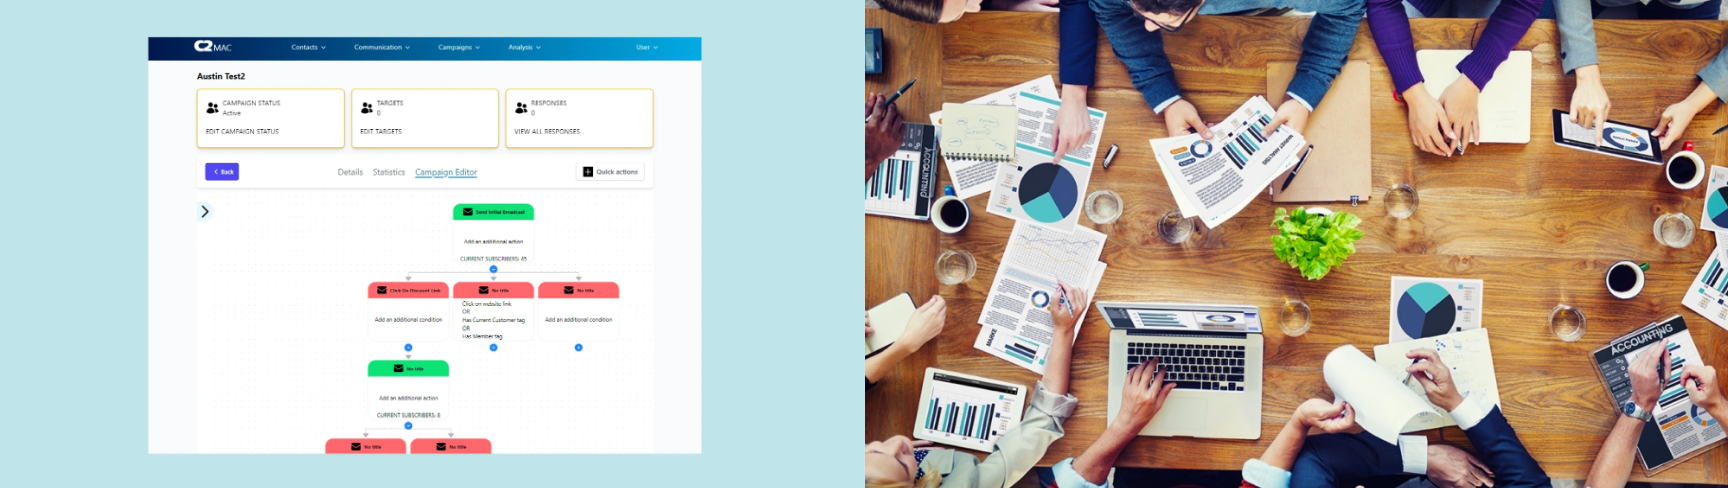 C2 MAC
Contacts
Communication
Campaigns
Analysis
User
Austin Test2
CAMPAIGN STATUS
Active
EDIT CAMPAIGN STATUS
TARGETS
0
EDIT TARGETS
RESPONSES
0
VIEW ALL RESPONSES
Back
Details
Statistics
Campaign Editor
Quick actions
Send Initial Broadcast
Add an additional action
CURRENT SUBSCRIBERS: 45
Click On Discount Link
Add an additional condition
No title
Click on website link
OR
Has Current Customer tag
OR
Has Member tag
No title
Add an additional condition
No title
Add an additional action
CURRENT SUBSCRIBERS: 8
No title
No title
ACCOUNTING
ACCOUNTING